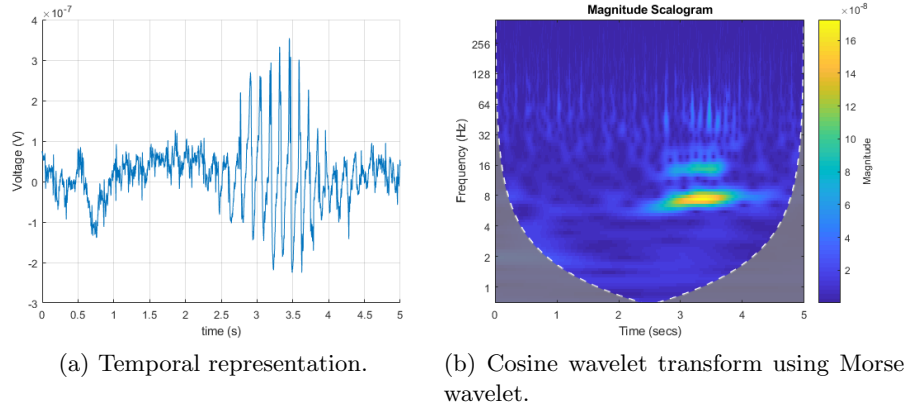 ×10⁻⁷
4
3
2
1
0
-1
-2
-3
Voltage (V)
0 0.5 1 1.5 2 2.5 3 3.5 4 4.5 5
time (s)
(a) Temporal representation.
Magnitude Scalogram
×10⁻⁸
256
128
64
32
16
8
4
2
1
Frequency (Hz)
0 1 2 3 4 5
Time (secs)
16
14
12
10
8
6
4
2
Magnitude
(b) Cosine wavelet transform using Morse
wavelet.